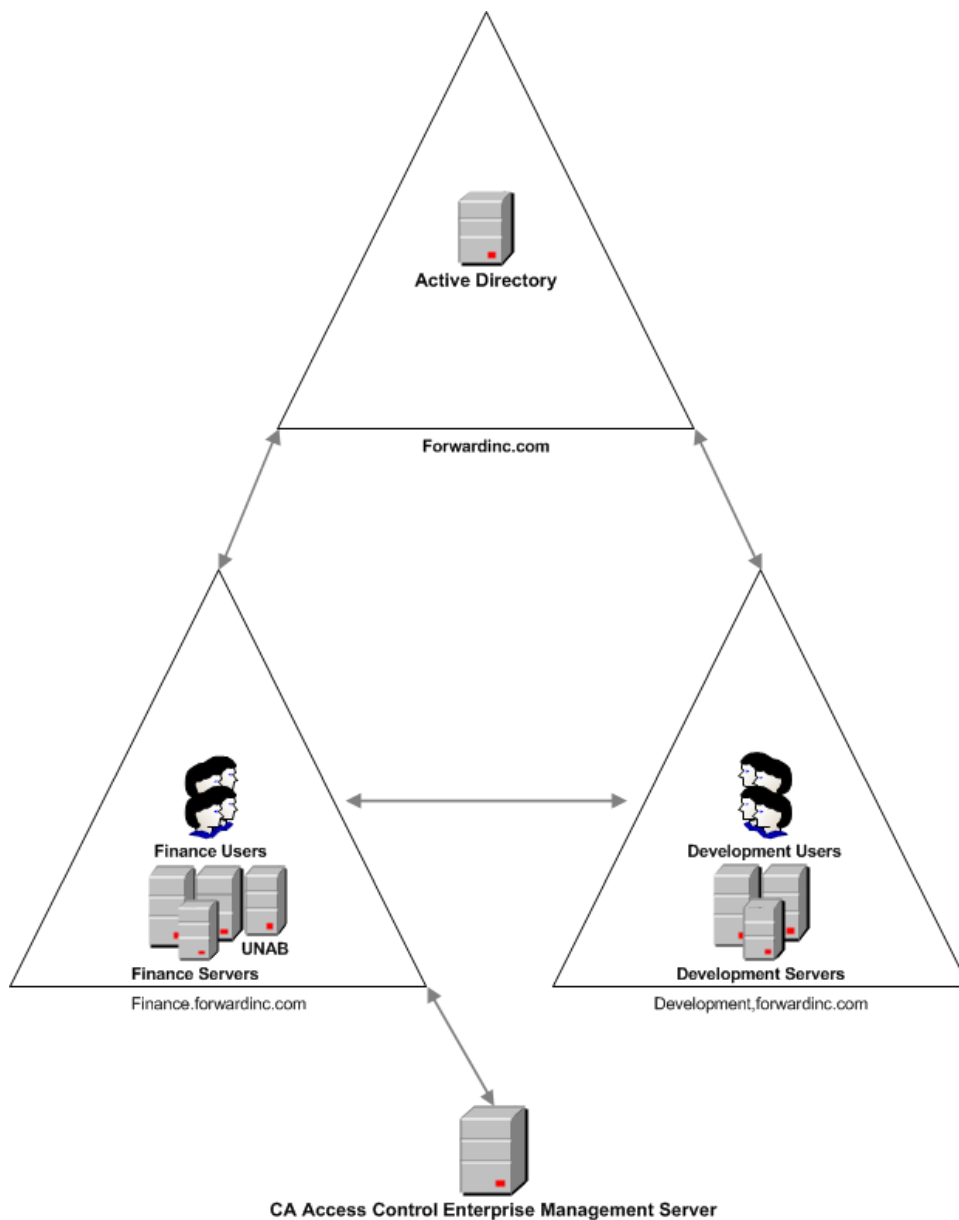 Active Directory
Forwardinc.com
Finance Users
UNAB
Finance Servers
Finance.forwardinc.com
Development Users
Development Servers
Development,forwardinc.com
CA Access Control Enterprise Management Server